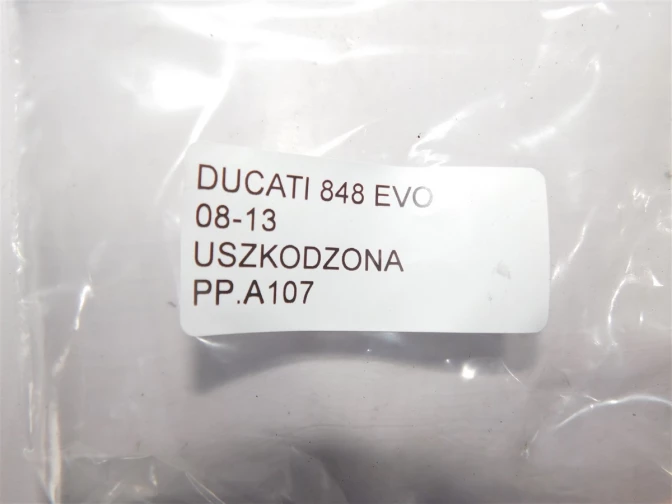 DUCATI 848 EVO
08-13
USZKODZONA
PP.A107